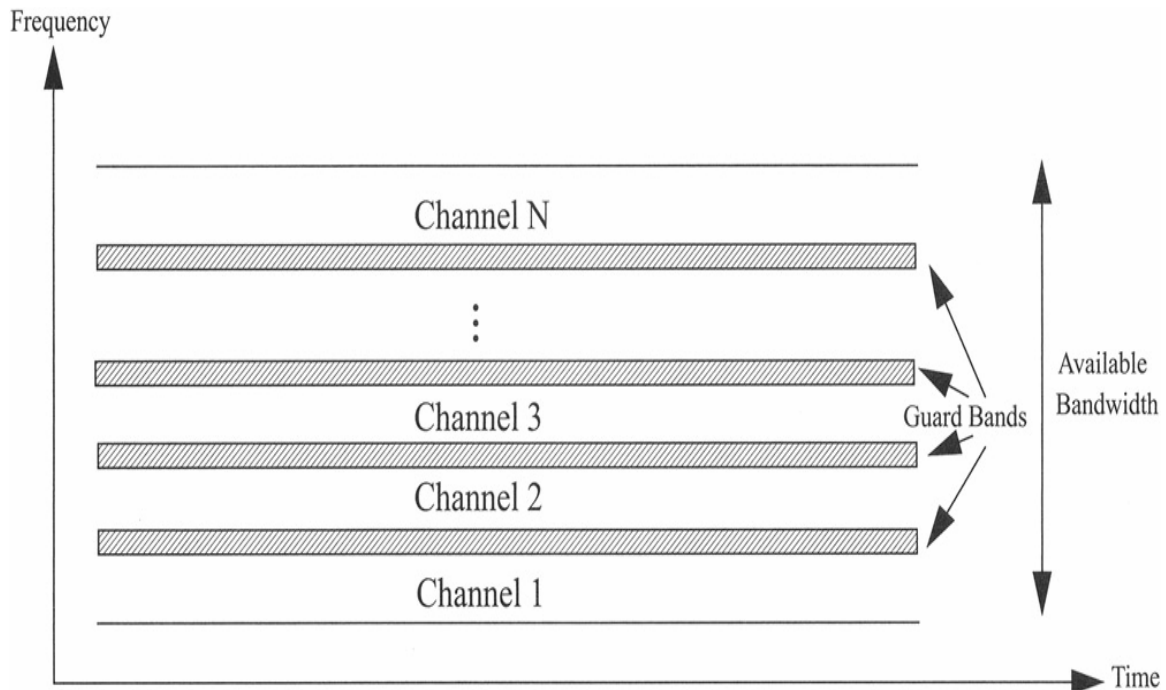 Frequency
Channel N
⋮
Channel 3
Channel 2
Channel 1
Guard Bands
Available
Bandwidth
Time